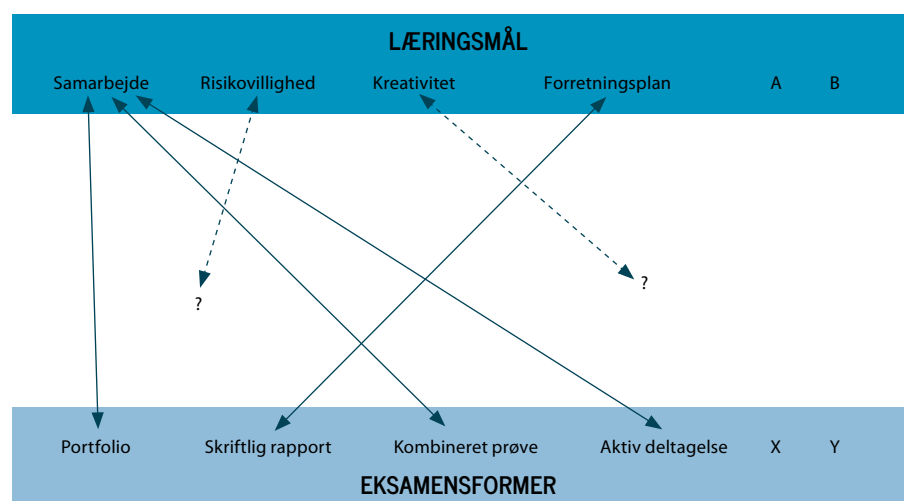 LÆRINGSMÅL
Samarbejde Risikovillighed Kreativitet Forretningsplan A B
?
?
Portfolio Skriftlig rapport Kombineret prøve Aktiv deltagelse X Y
EKSAMENSFORMER